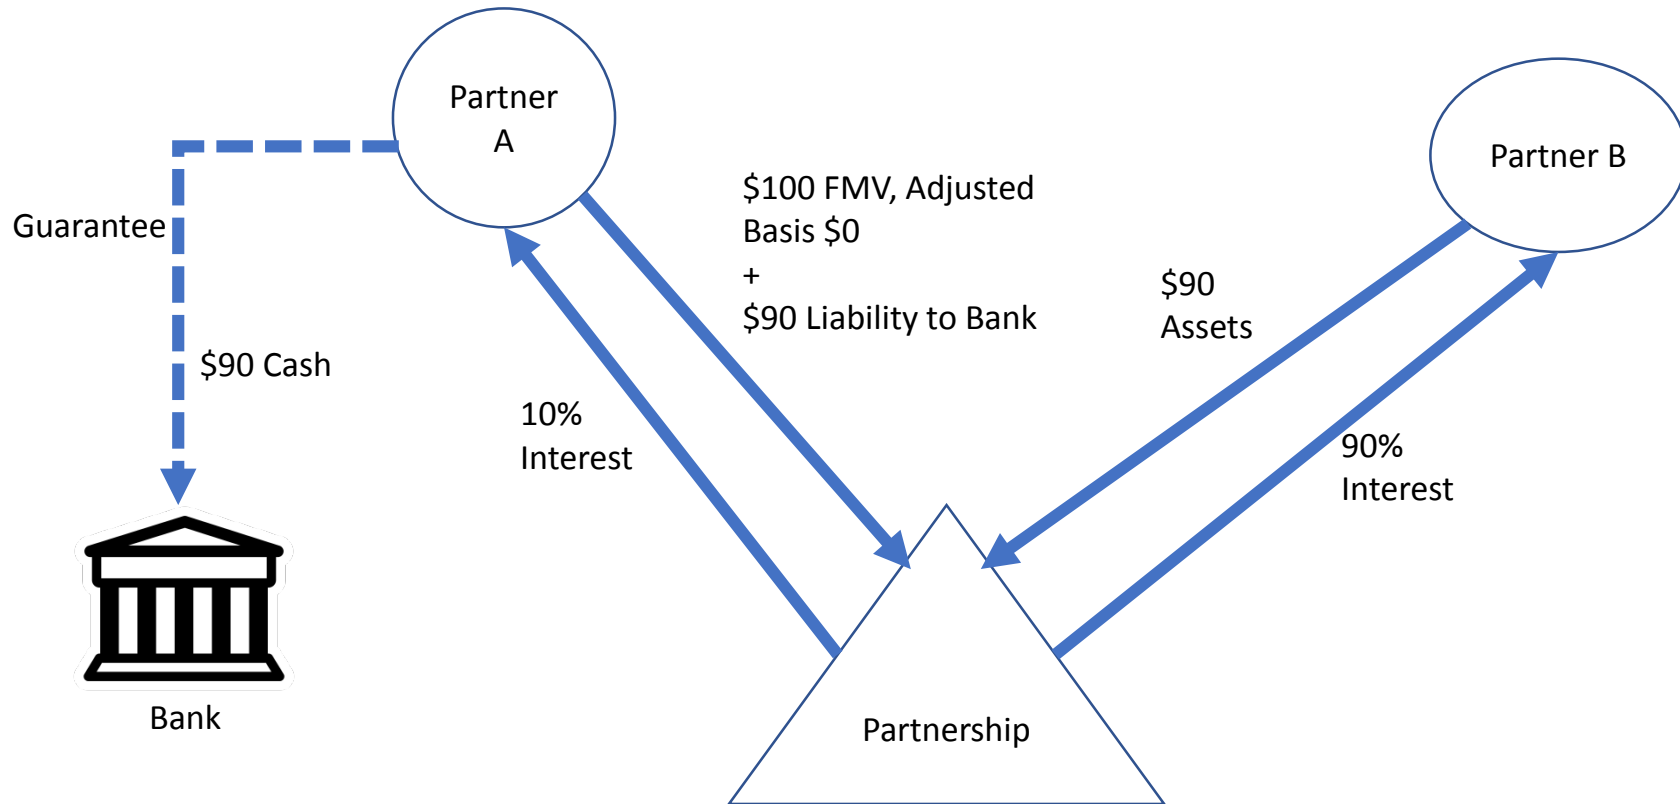 Partner
A
Partner B
$100 FMV, Adjusted
Basis $0
+
$90 Liability to Bank
Guarantee
$90
Assets
$90 Cash
10%
Interest
90%
Interest
Bank
Partnership